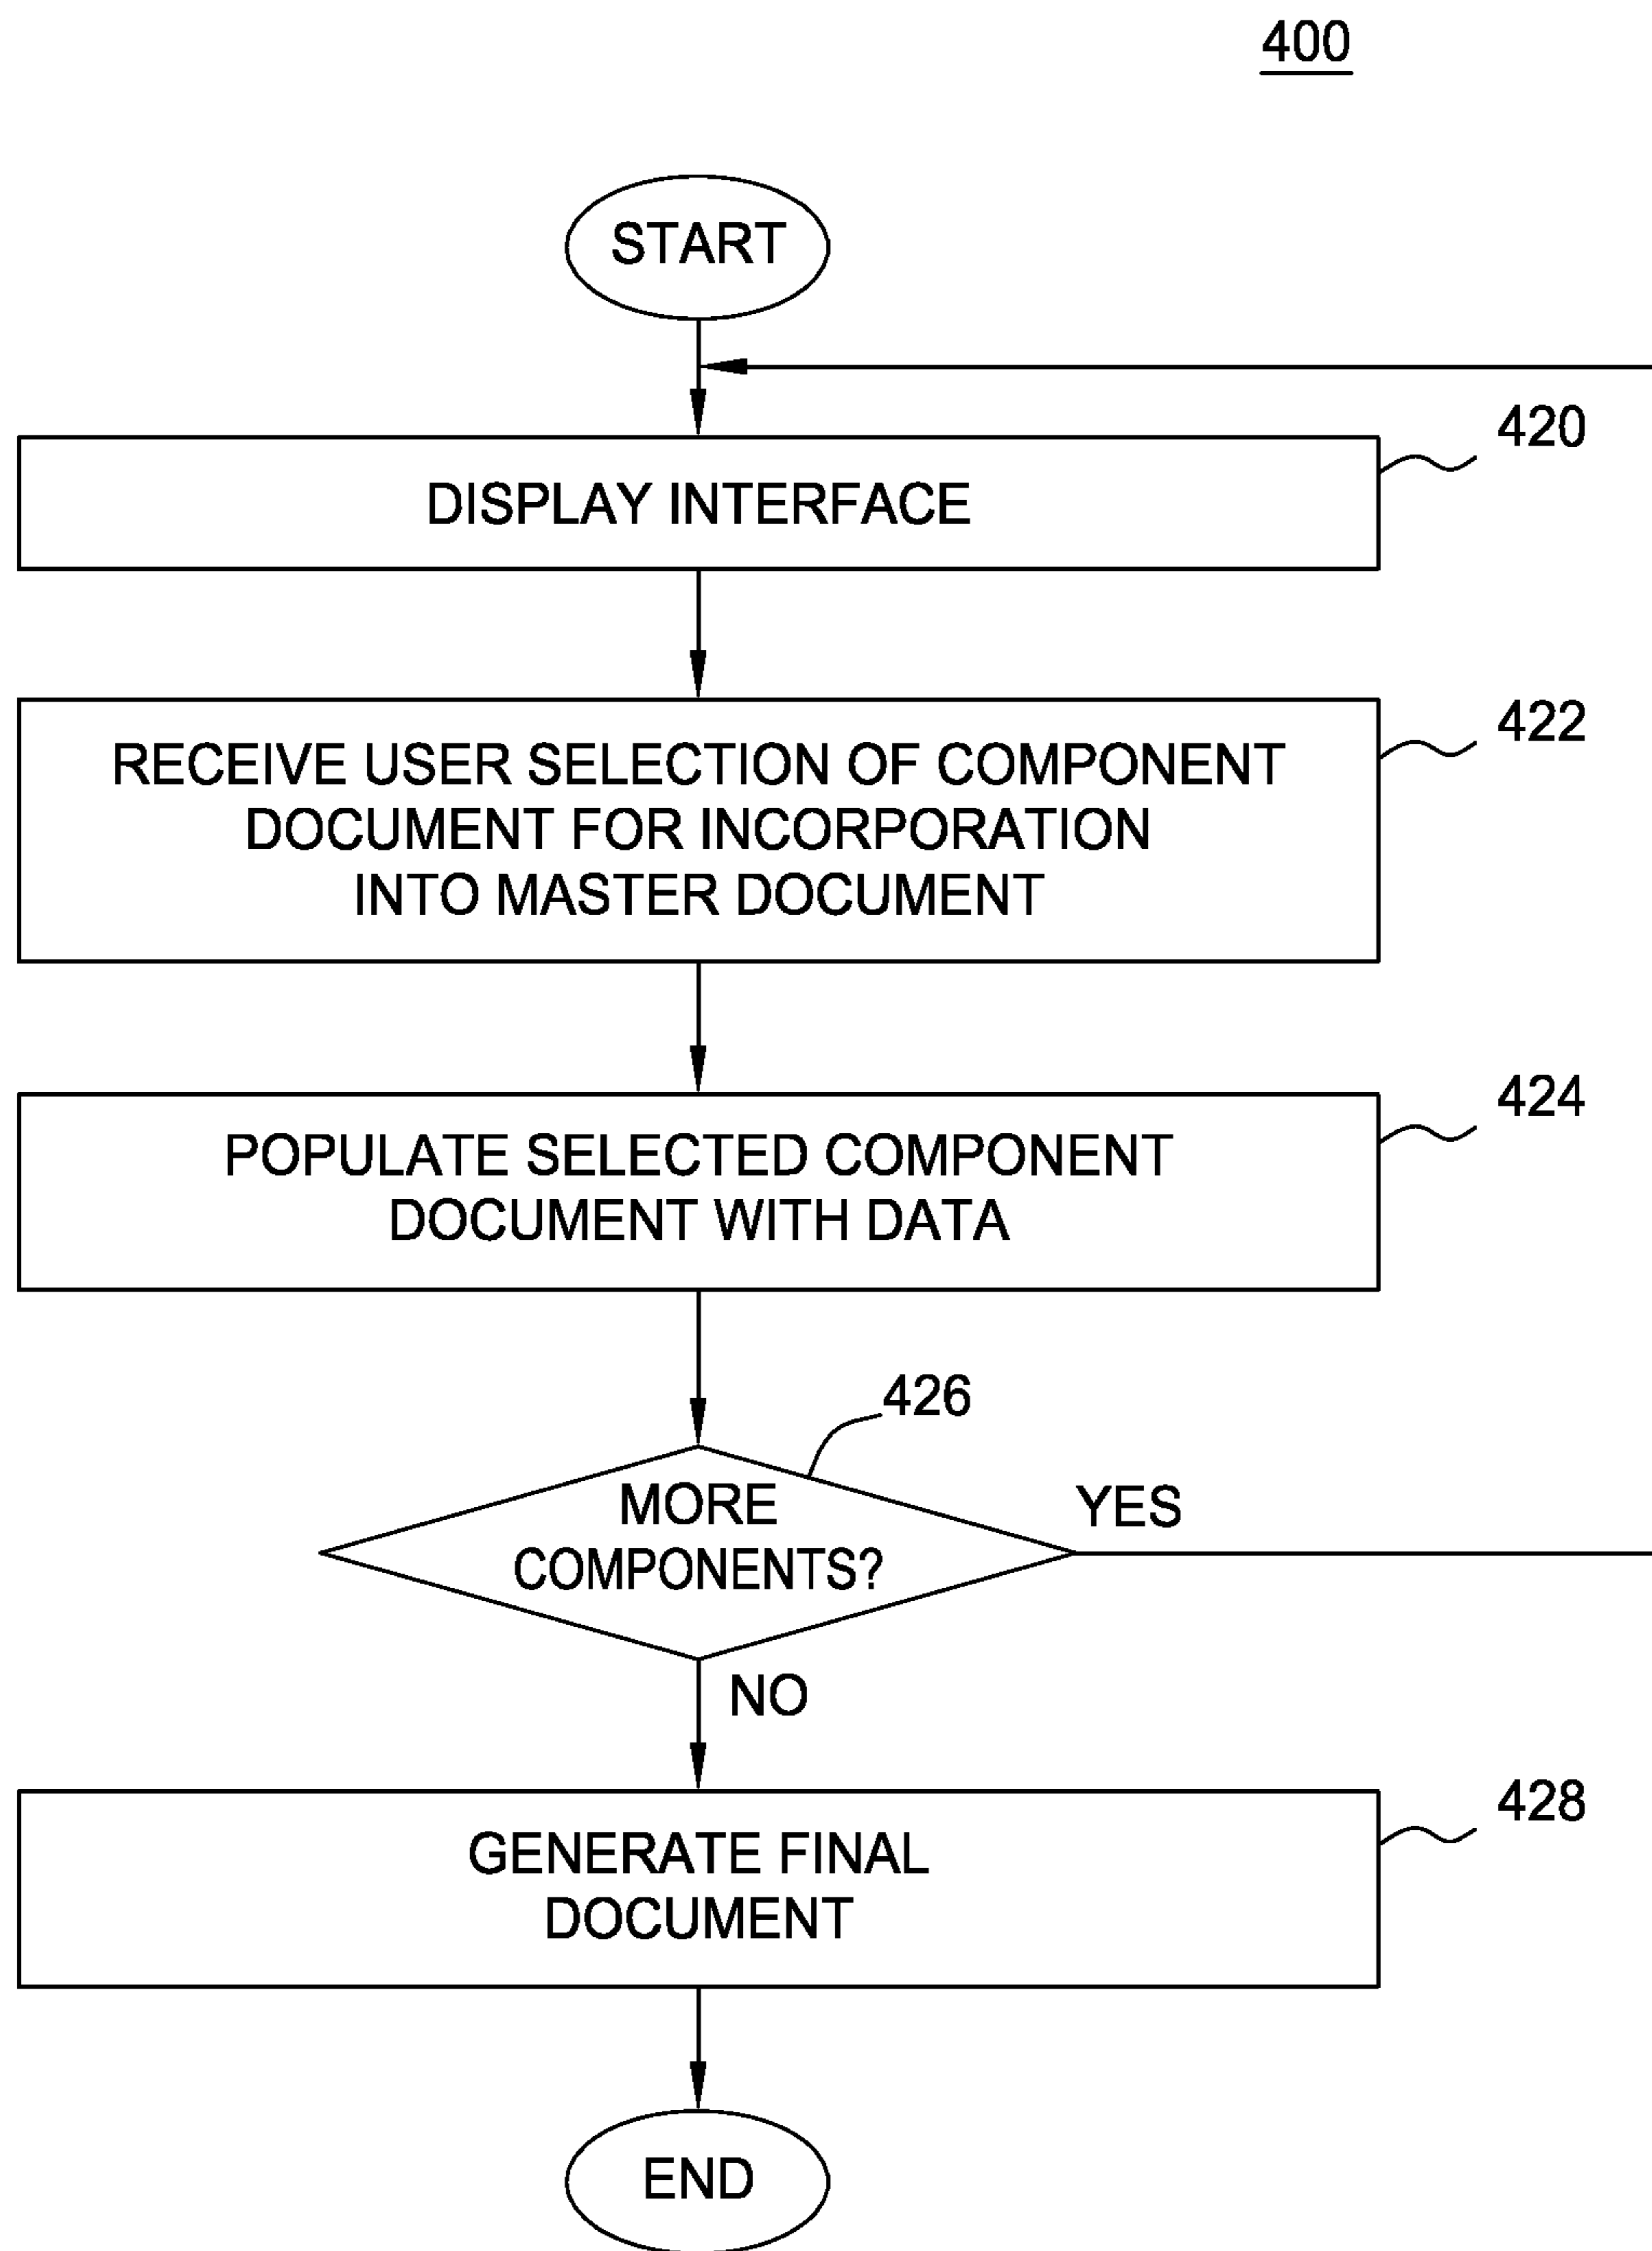 400
START
DISPLAY INTERFACE
420
RECEIVE USER SELECTION OF COMPONENT
DOCUMENT FOR INCORPORATION
INTO MASTER DOCUMENT
422
POPULATE SELECTED COMPONENT
DOCUMENT WITH DATA
424
426
MORE
COMPONENTS?
YES
NO
GENERATE FINAL
DOCUMENT
428
END